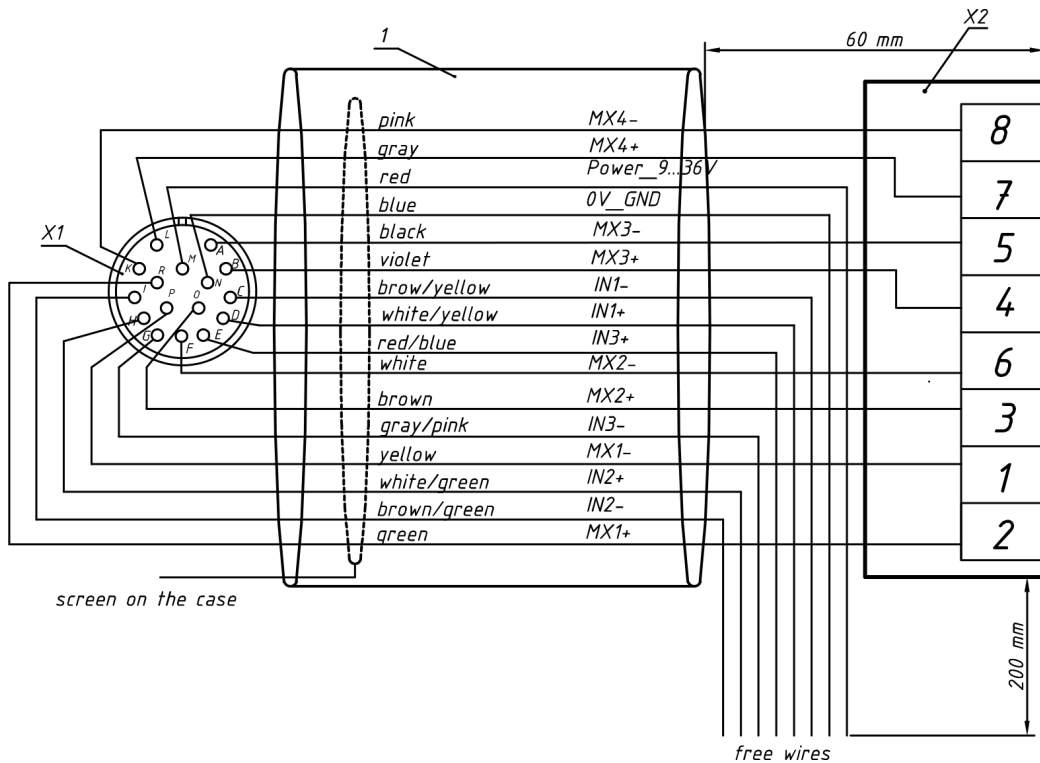 X2
60 mm
1
pink MX4- 8
gray MX4+
red Power_9...36V 7
blue 0V_GND
black MX3- 5
violet MX3+
brow/yellow IN1- 4
white/yellow IN1+
red/blue IN3+
white MX2- 6
brown MX2+ 3
gray/pink IN3-
yellow MX1- 1
white/green IN2+
brown/green IN2-
green MX1+ 2
X1
L
A
K
M
B
R
N
I
C
P
O
H
D
G
F
E
screen on the case
200 mm
free wires